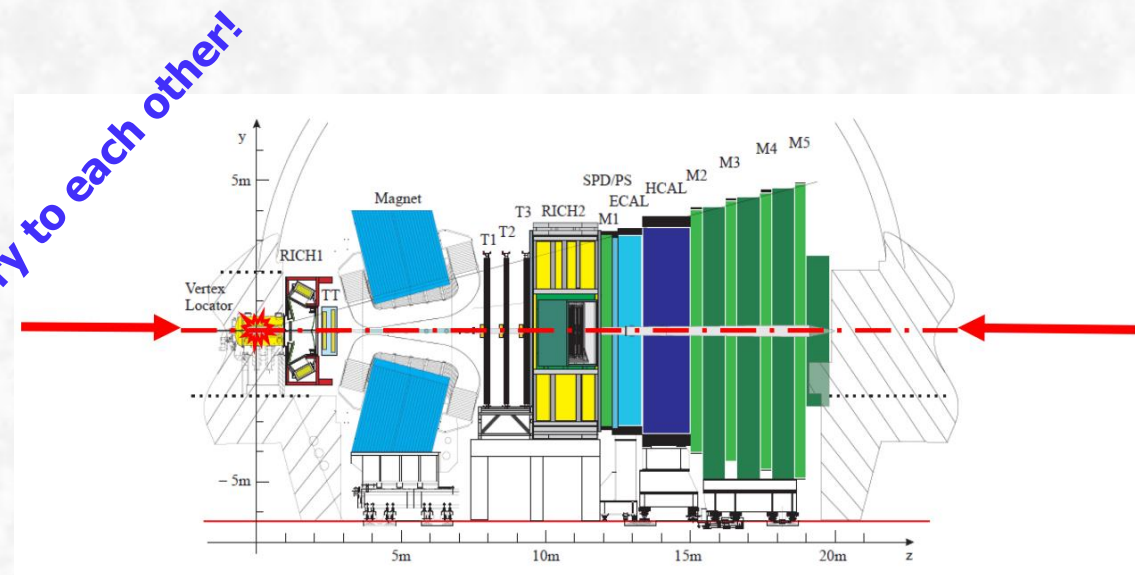 ry to each other!
y
5m
Magnet
RICH1
Vertex
Locator
TT
T1
T2
T3
RICH2
SPD/PS
M1
ECAL
HCAL
M2
M3
M4
M5
− 5m
5m
10m
15m
20m
z